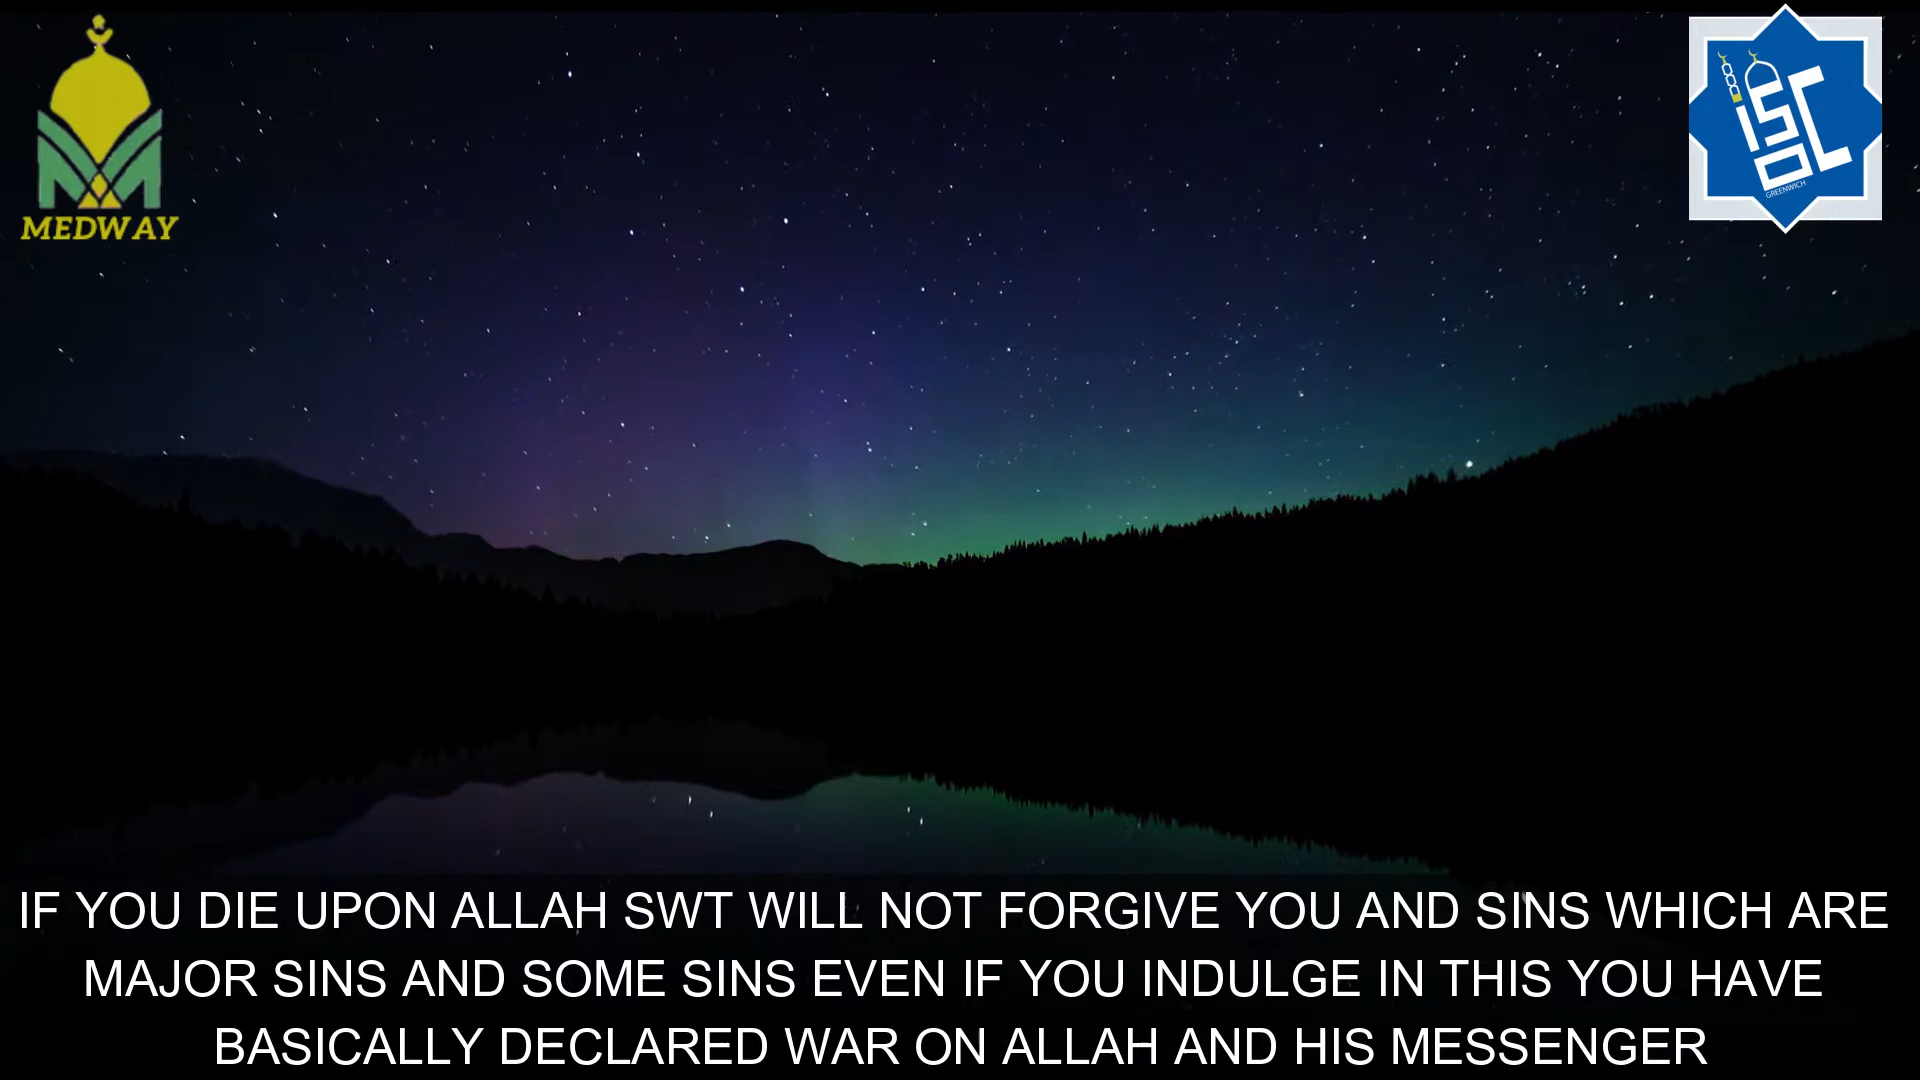 MEDWAY
iSOC
GREENWICH
IF YOU DIE UPON ALLAH SWT WILL NOT FORGIVE YOU AND SINS WHICH ARE
MAJOR SINS AND SOME SINS EVEN IF YOU INDULGE IN THIS YOU HAVE
BASICALLY DECLARED WAR ON ALLAH AND HIS MESSENGER